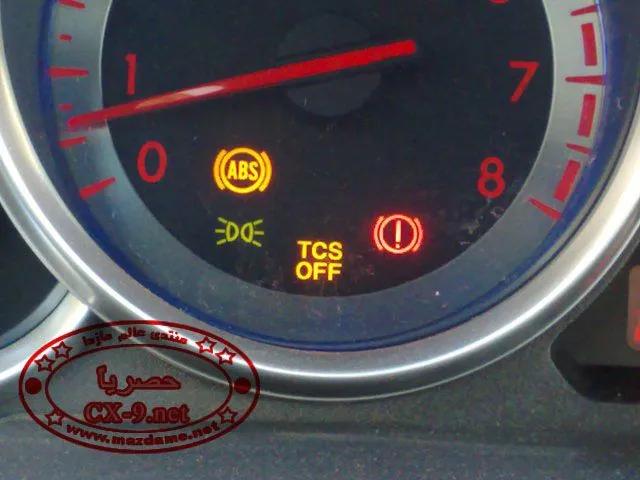 1
7
0
8
ABS
TCS
OFF
منتدى عالم مازدا
حصريا
CX-9.net
www.mazdame.net